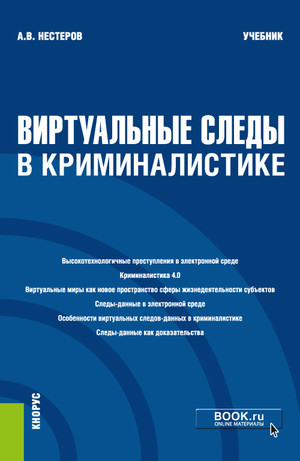 А.В. НЕСТЕРОВ УЧЕБНИК
ВИРТУАЛЬНЫЕ СЛЕДЫ
В КРИМИНАЛИСТИКЕ
Высокотехнологичные преступления в электронной среде
Криминалистика 4.0
Виртуальные миры как новое пространство сферы жизнедеятельности субъектов
Следы-данные в электронной среде
Особенности виртуальных следов-данных в криминалистике
Следы-данные как доказательства
КНОРУС
BOOK.ru
ONLINE МАТЕРИАЛЫ